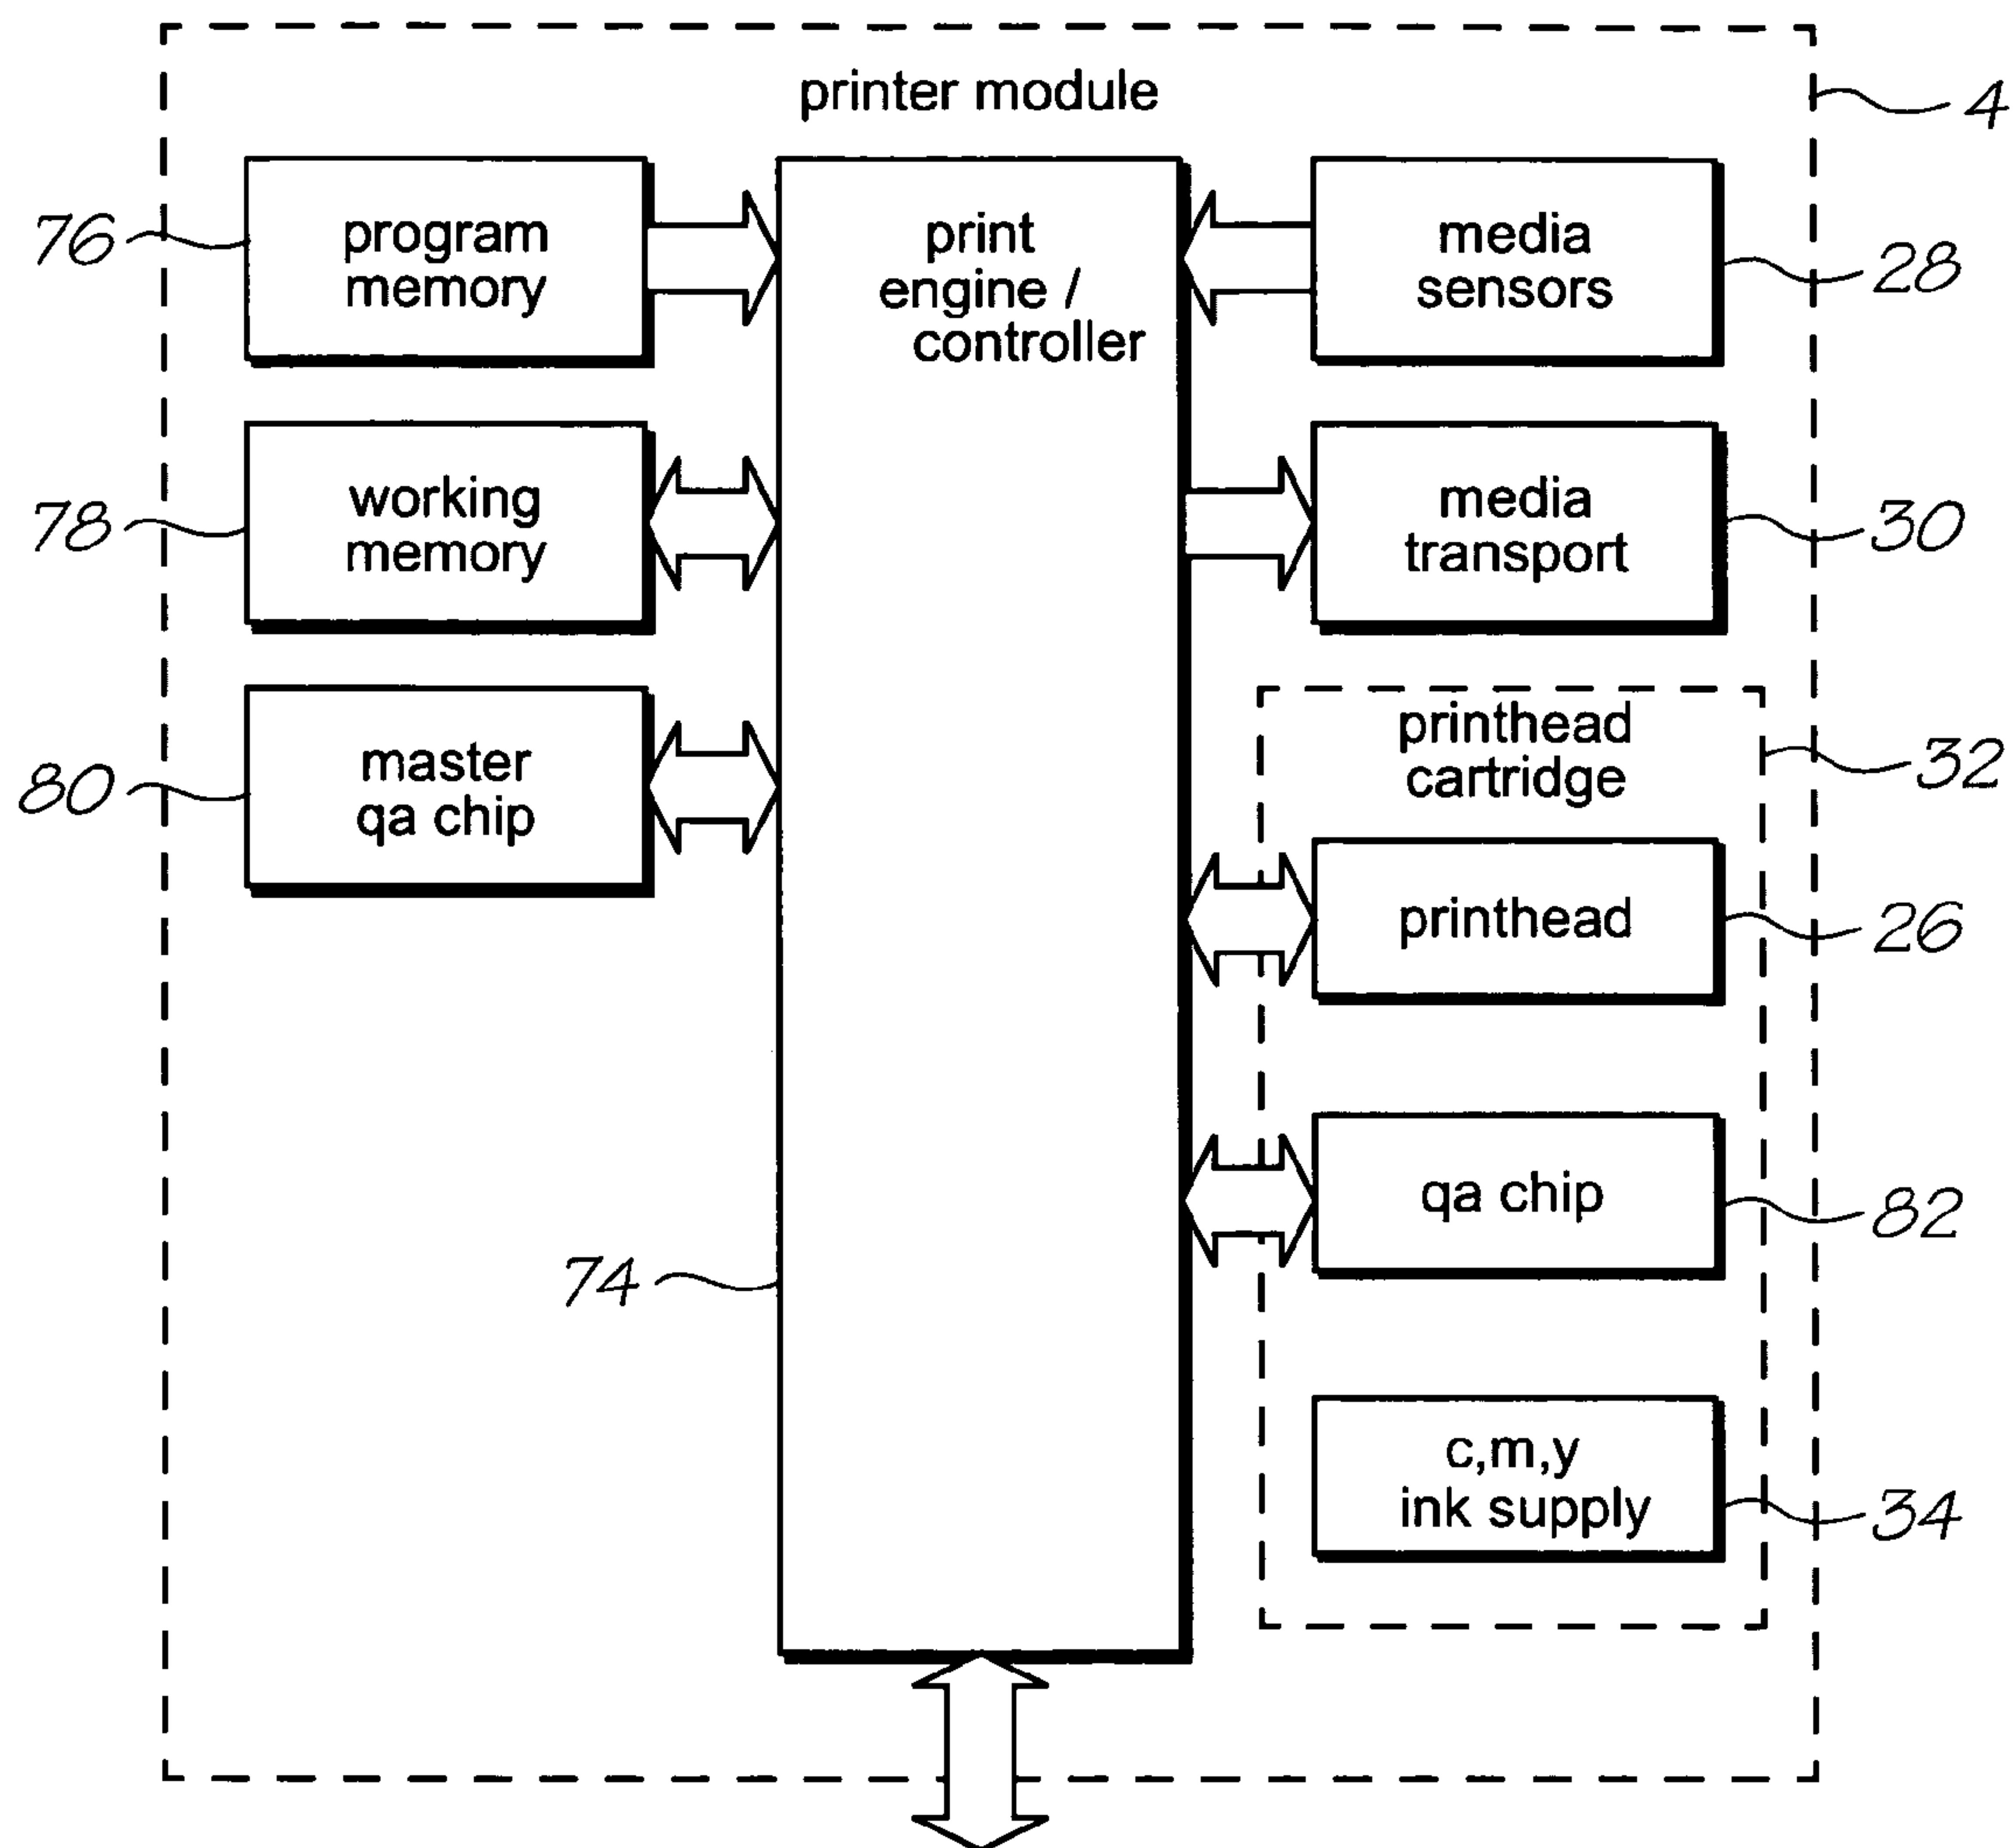 printer module
4
76
program
memory
print
engine /
controller
media
sensors
28
78
working
memory
media
transport
30
80
master
qa chip
printhead
cartridge
32
printhead
26
qa chip
82
74
c,m,y
ink supply
34